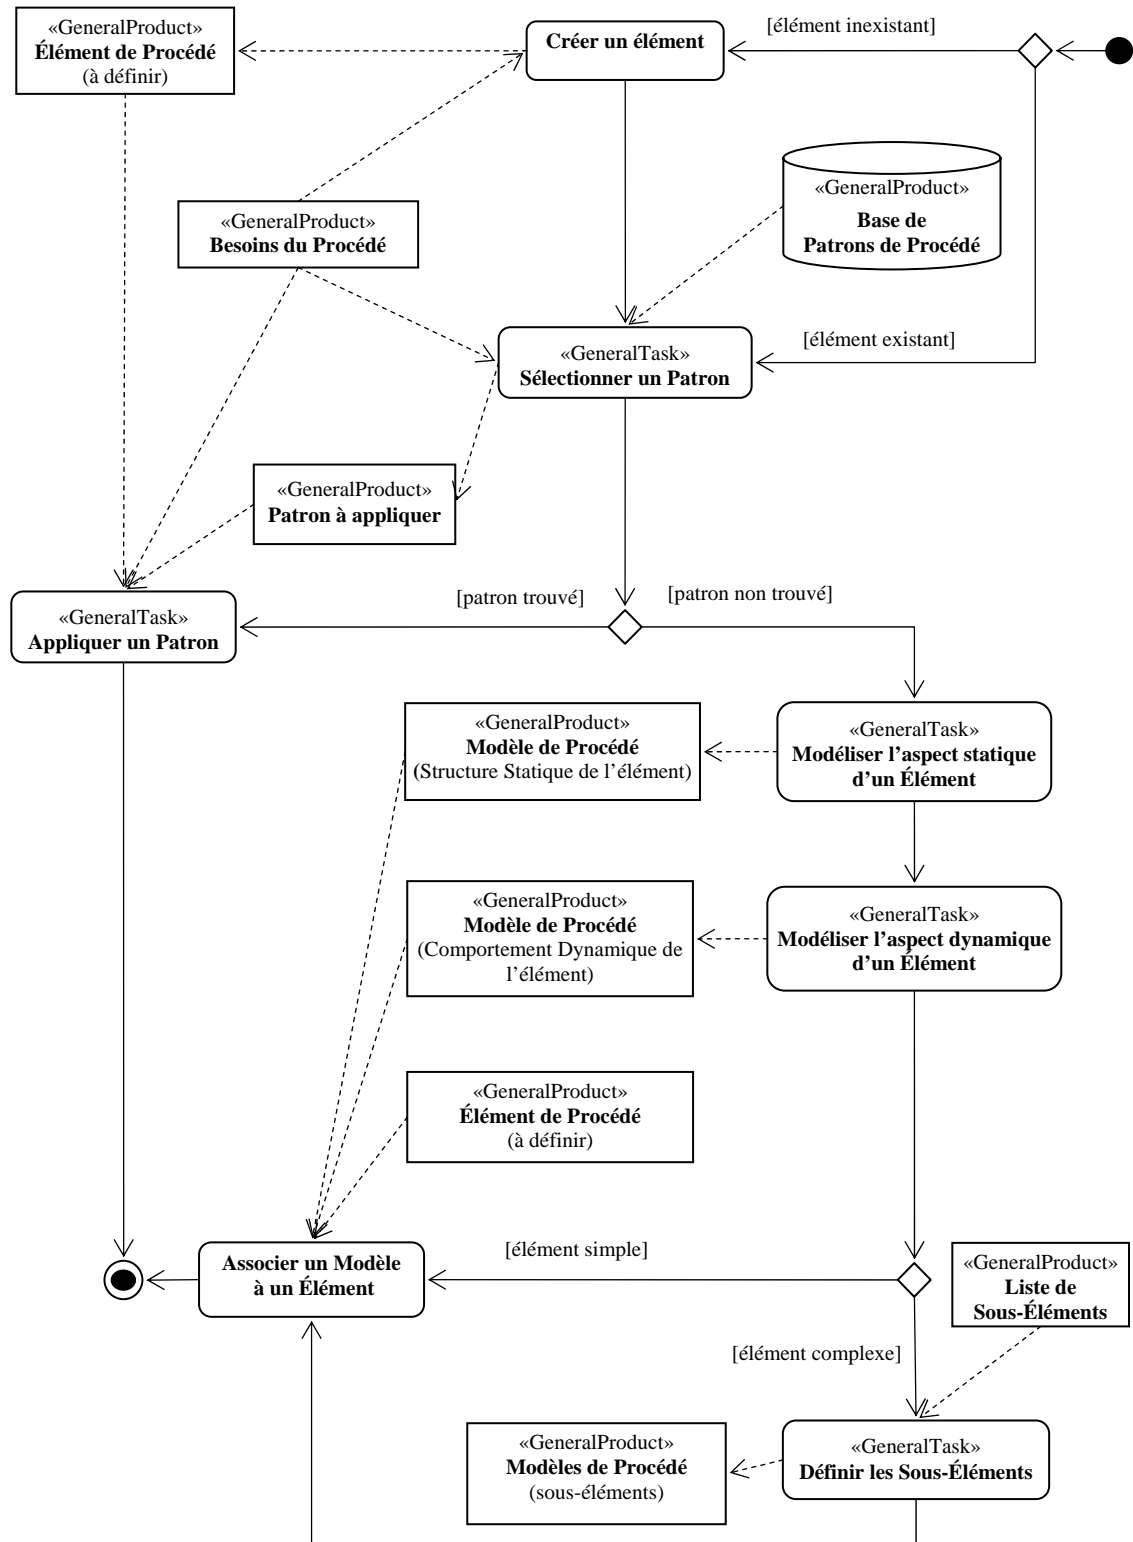 «GeneralProduct»
Élément de Procédé
(à définir)
Créer un élément
[élément inexistant]
«GeneralProduct»
Base de
Patrons de Procédé
«GeneralProduct»
Besoins du Procédé
«GeneralTask»
Sélectionner un Patron
[élément existant]
«GeneralProduct»
Patron à appliquer
[patron trouvé]
[patron non trouvé]
«GeneralTask»
Appliquer un Patron
«GeneralProduct»
Modèle de Procédé
(Structure Statique de l'élément)
«GeneralTask»
Modéliser l'aspect statique
d'un Élément
«GeneralProduct»
Modèle de Procédé
(Comportement Dynamique de
l'élément)
«GeneralTask»
Modéliser l'aspect dynamique
d'un Élément
«GeneralProduct»
Élément de Procédé
(à définir)
Associer un Modèle
à un Élément
[élément simple]
«GeneralProduct»
Liste de
Sous-Éléments
[élément complexe]
«GeneralProduct»
Modèles de Procédé
(sous-éléments)
«GeneralTask»
Définir les Sous-Éléments